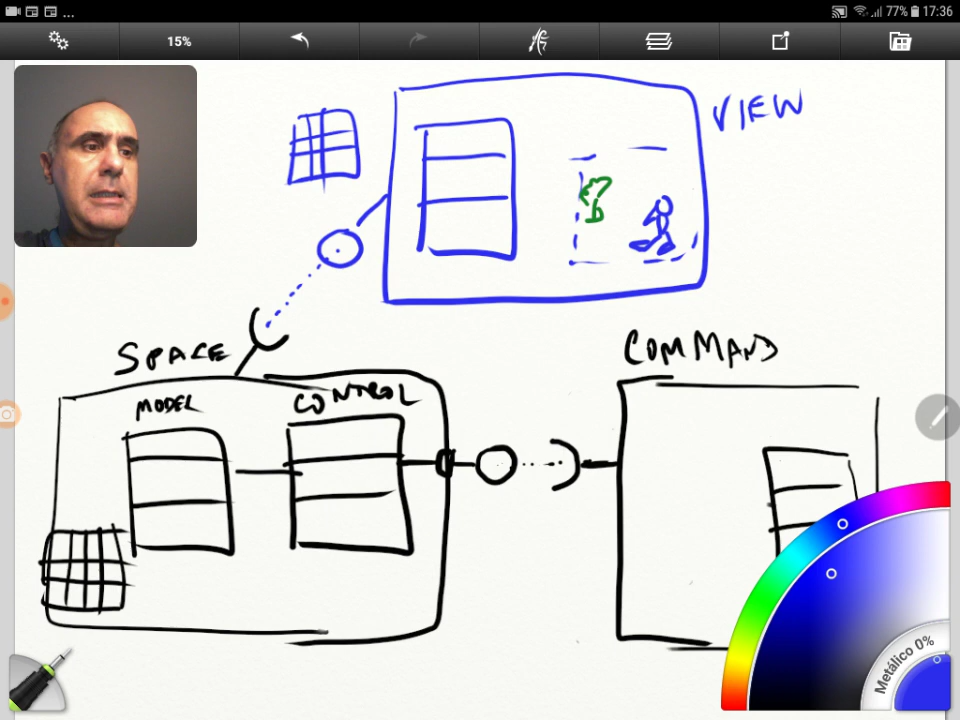 ...
77% 17:36
15%
VIEW
SPACE
COMMAND
MODEL
CONTROL
Metálico 0%